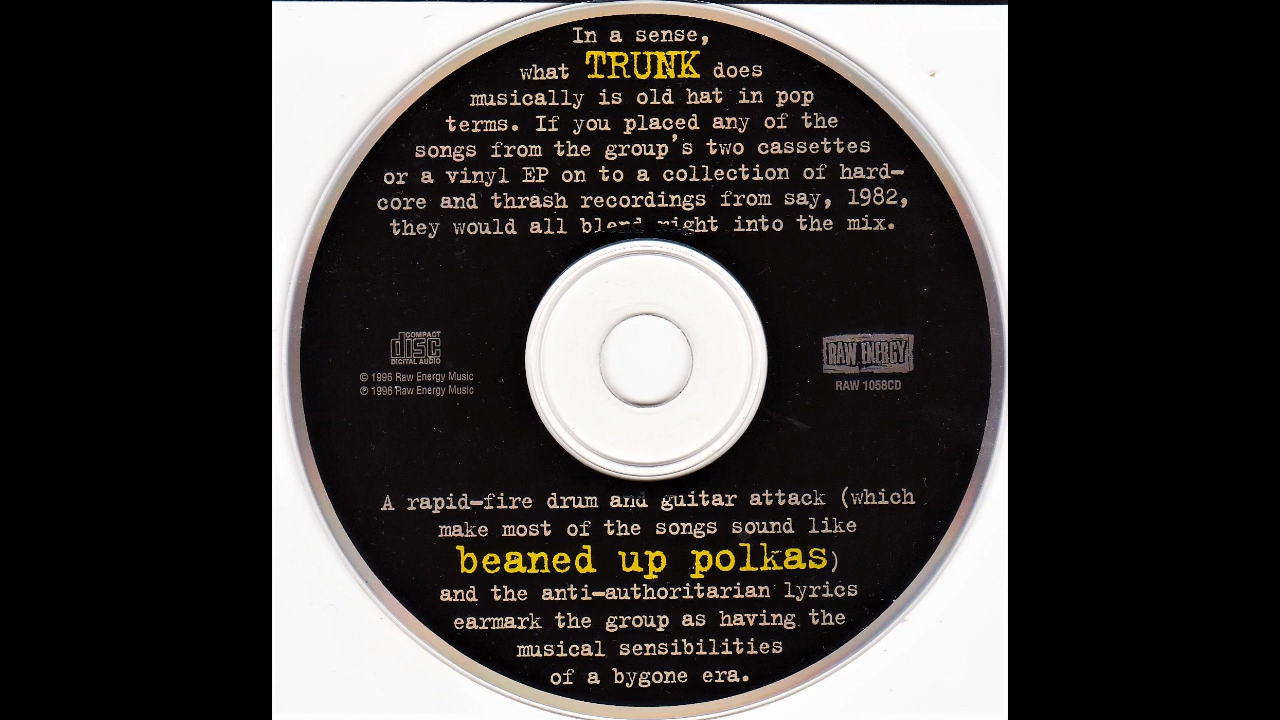 In a sense,
what TRUNK does
musically is old hat in pop
terms. If you placed any of the
songs from the group's two cassettes
or a vinyl EP on to a collection of hard-
core and thrash recordings from say, 1982,
they would all blend right into the mix.
COMPACT
disc
DIGITAL AUDIO
© 1996 Raw Energy Music
℗ 1996 Raw Energy Music
RAW ENERGY
RAW 1058CD
A rapid-fire drum and guitar attack (which
make most of the songs sound like
beaned up polkas)
and the anti-authoritarian lyrics
earmark the group as having the
musical sensibilities
of a bygone era.